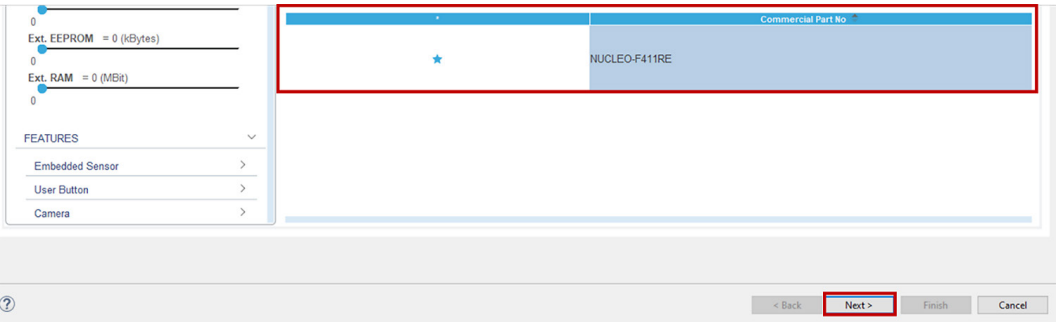 0
Ext. EEPROM = 0 (kBytes)
0
Ext. RAM = 0 (MBit)
0
FEATURES
Embedded Sensor
User Button
Camera
* Commercial Part No
NUCLEO-F411RE
? < Back Next > Finish Cancel